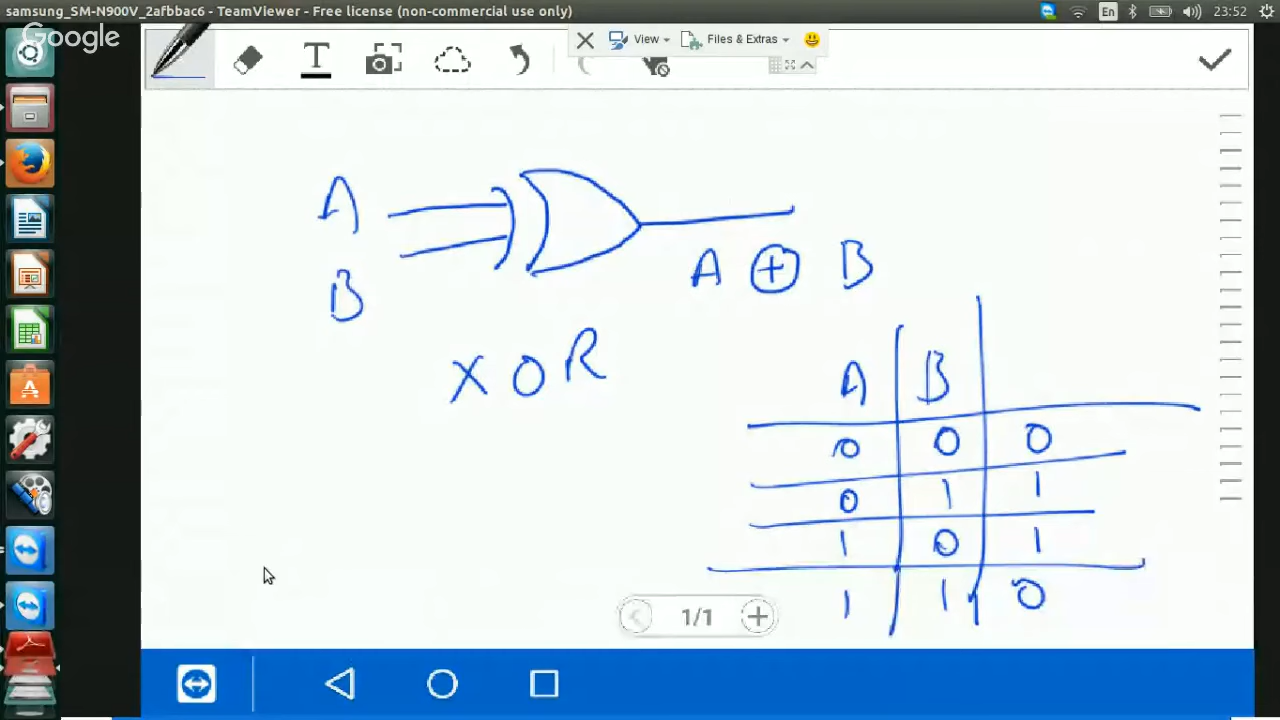 samsung_SM-N900V_2afbbac6 - TeamViewer - Free license (non-commercial use only)
En
23:52
Google
T
View
Files & Extras
A
B
A ⊕ B
XOR
A B
0 0 0
0 1 1
1 0 1
1 1 0
1/1